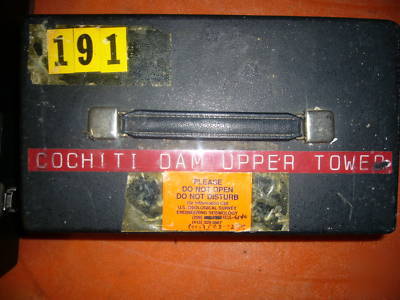 191
COCHITI DAM UPPER TOWER
PLEASE
DO NOT OPEN
DO NOT DISTURB
U.S. GEOLOGICAL SURVEY
ENGINEERING TECHNOLOGY